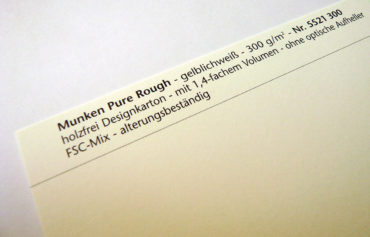 Munken Pure Rough - gelblichweiß - 300 g/m² - Nr. 5521 300
holzfrei Designkarton - mit 1,4-fachem Volumen - ohne optische Aufheller
FSC-Mix - alterungsbeständig